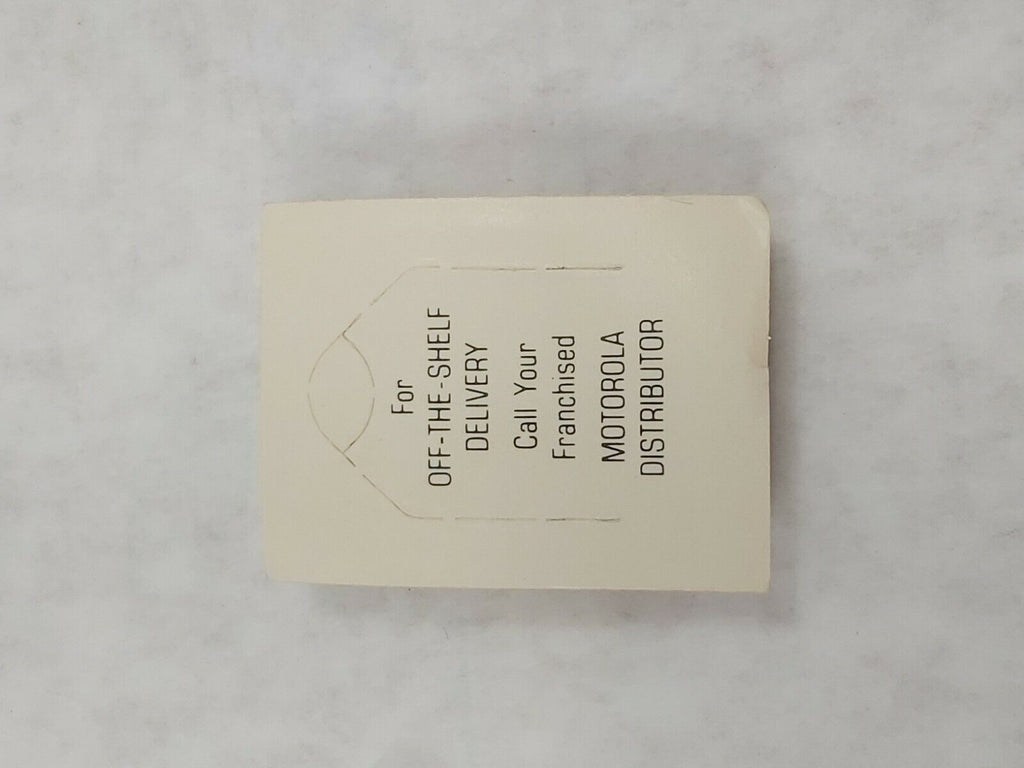 For
OFF-THE-SHELF
DELIVERY
Call Your
Franchised
MOTOROLA
DISTRIBUTOR